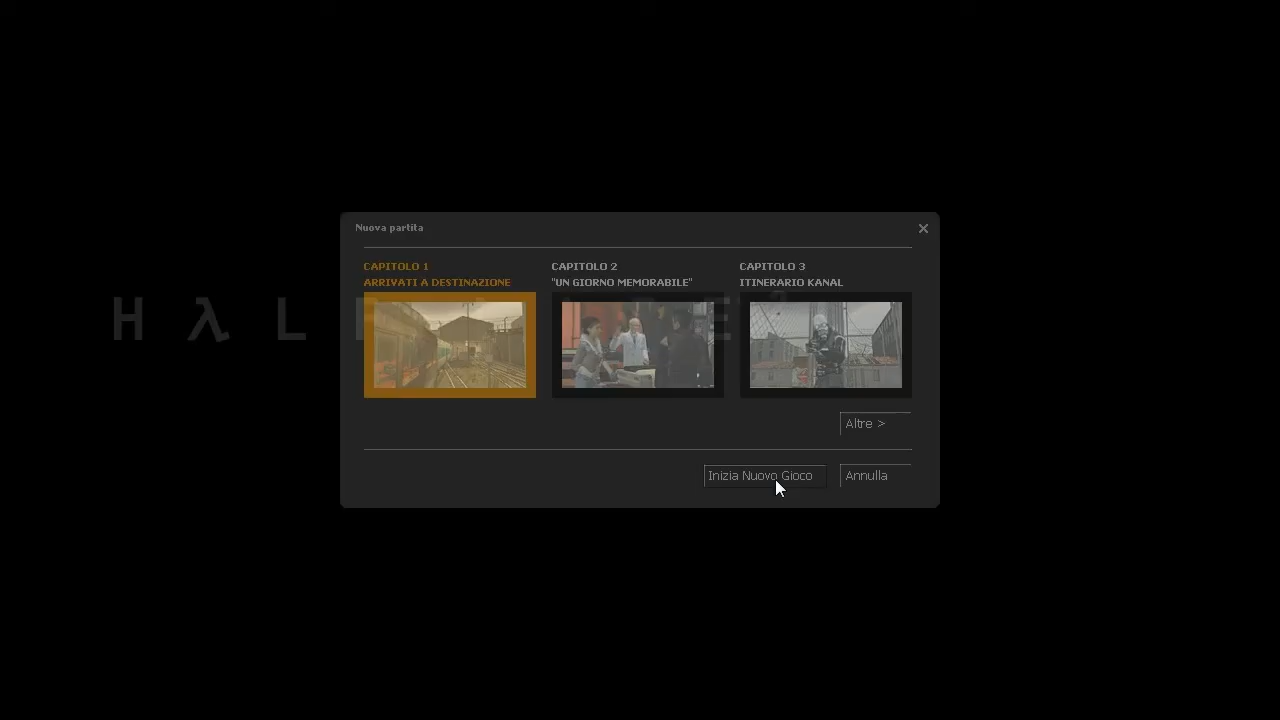 Nuova partita
CAPITOLO 1
ARRIVATI A DESTINAZIONE
CAPITOLO 2
"UN GIORNO MEMORABILE"
CAPITOLO 3
ITINERARIO KANAL
H λ L F
Altre >
Inizia Nuovo Gioco
Annulla